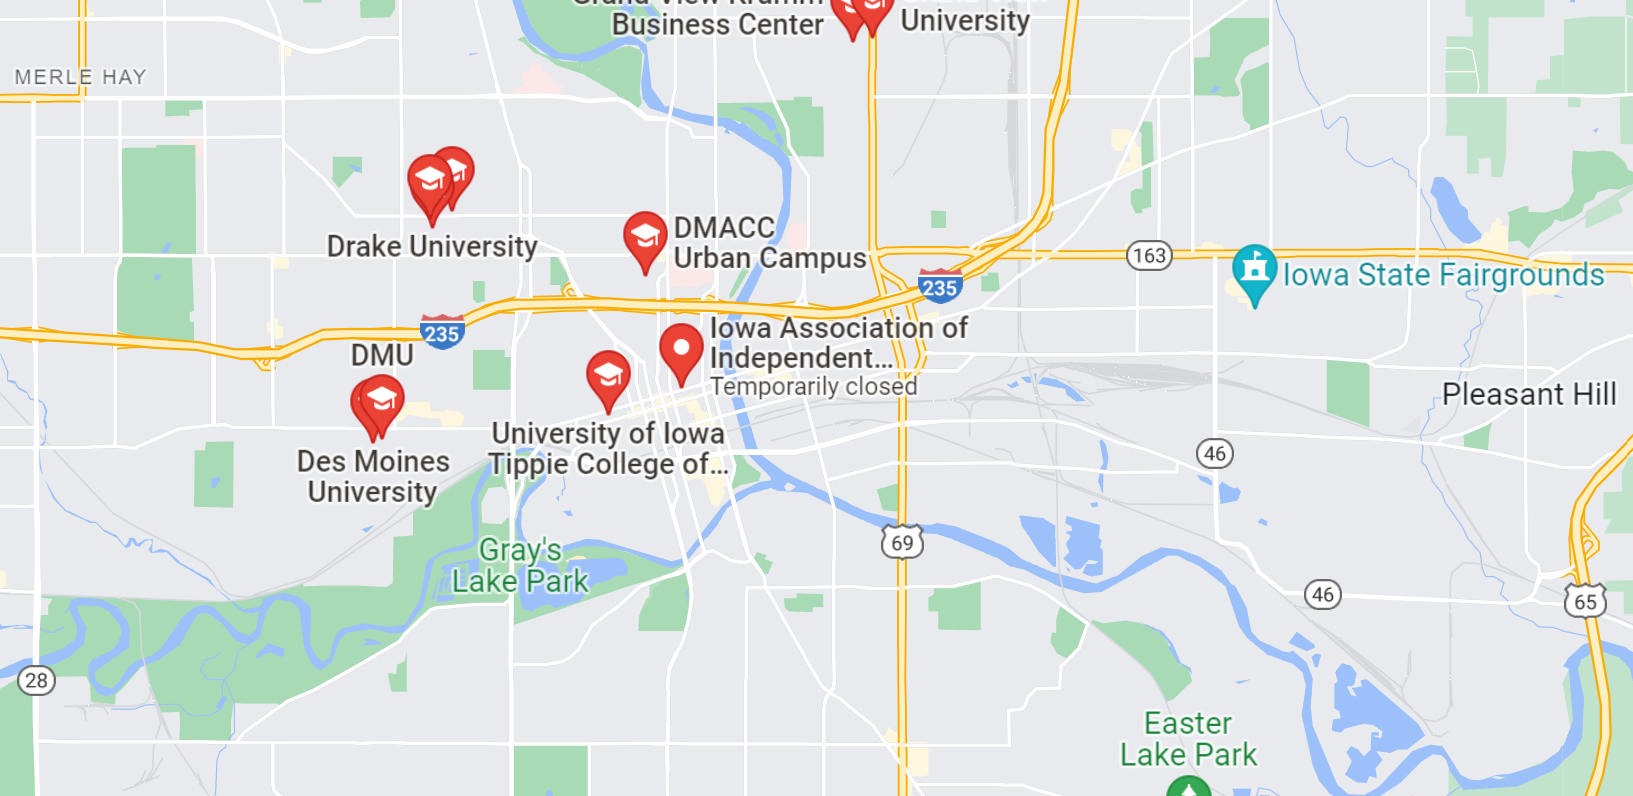 Business Center
University
MERLE HAY
DMACC
Urban Campus
Drake University
163
Iowa State Fairgrounds
235
235
DMU
Iowa Association of
Independent...
Temporarily closed
Pleasant Hill
University of Iowa
Tippie College of...
Des Moines
University
46
69
Gray's
Lake Park
46
65
28
Easter
Lake Park